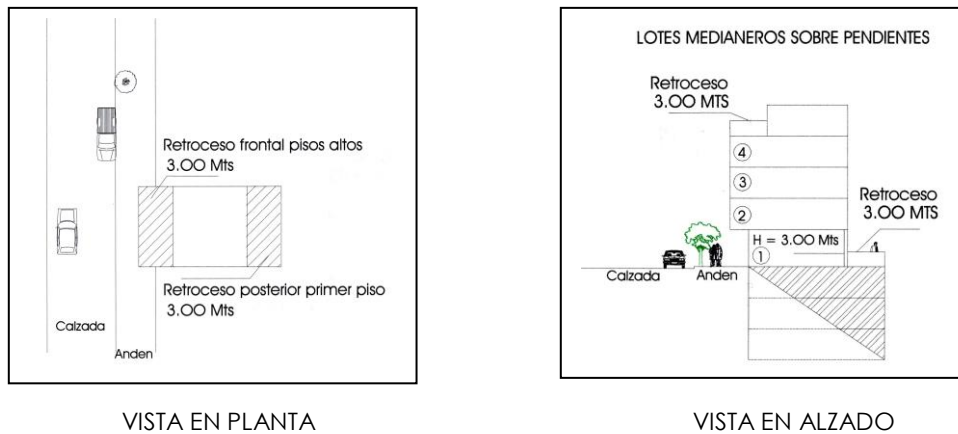 Retroceso frontal pisos altos
3.00 Mts
Retroceso posterior primer piso
3.00 Mts
Calzada
Anden
VISTA EN PLANTA
LOTES MEDIANEROS SOBRE PENDIENTES
Retroceso
3.00 MTS
4
3
Retroceso
3.00 MTS
2
H = 3.00 Mts
1
Calzada
Anden
VISTA EN ALZADO